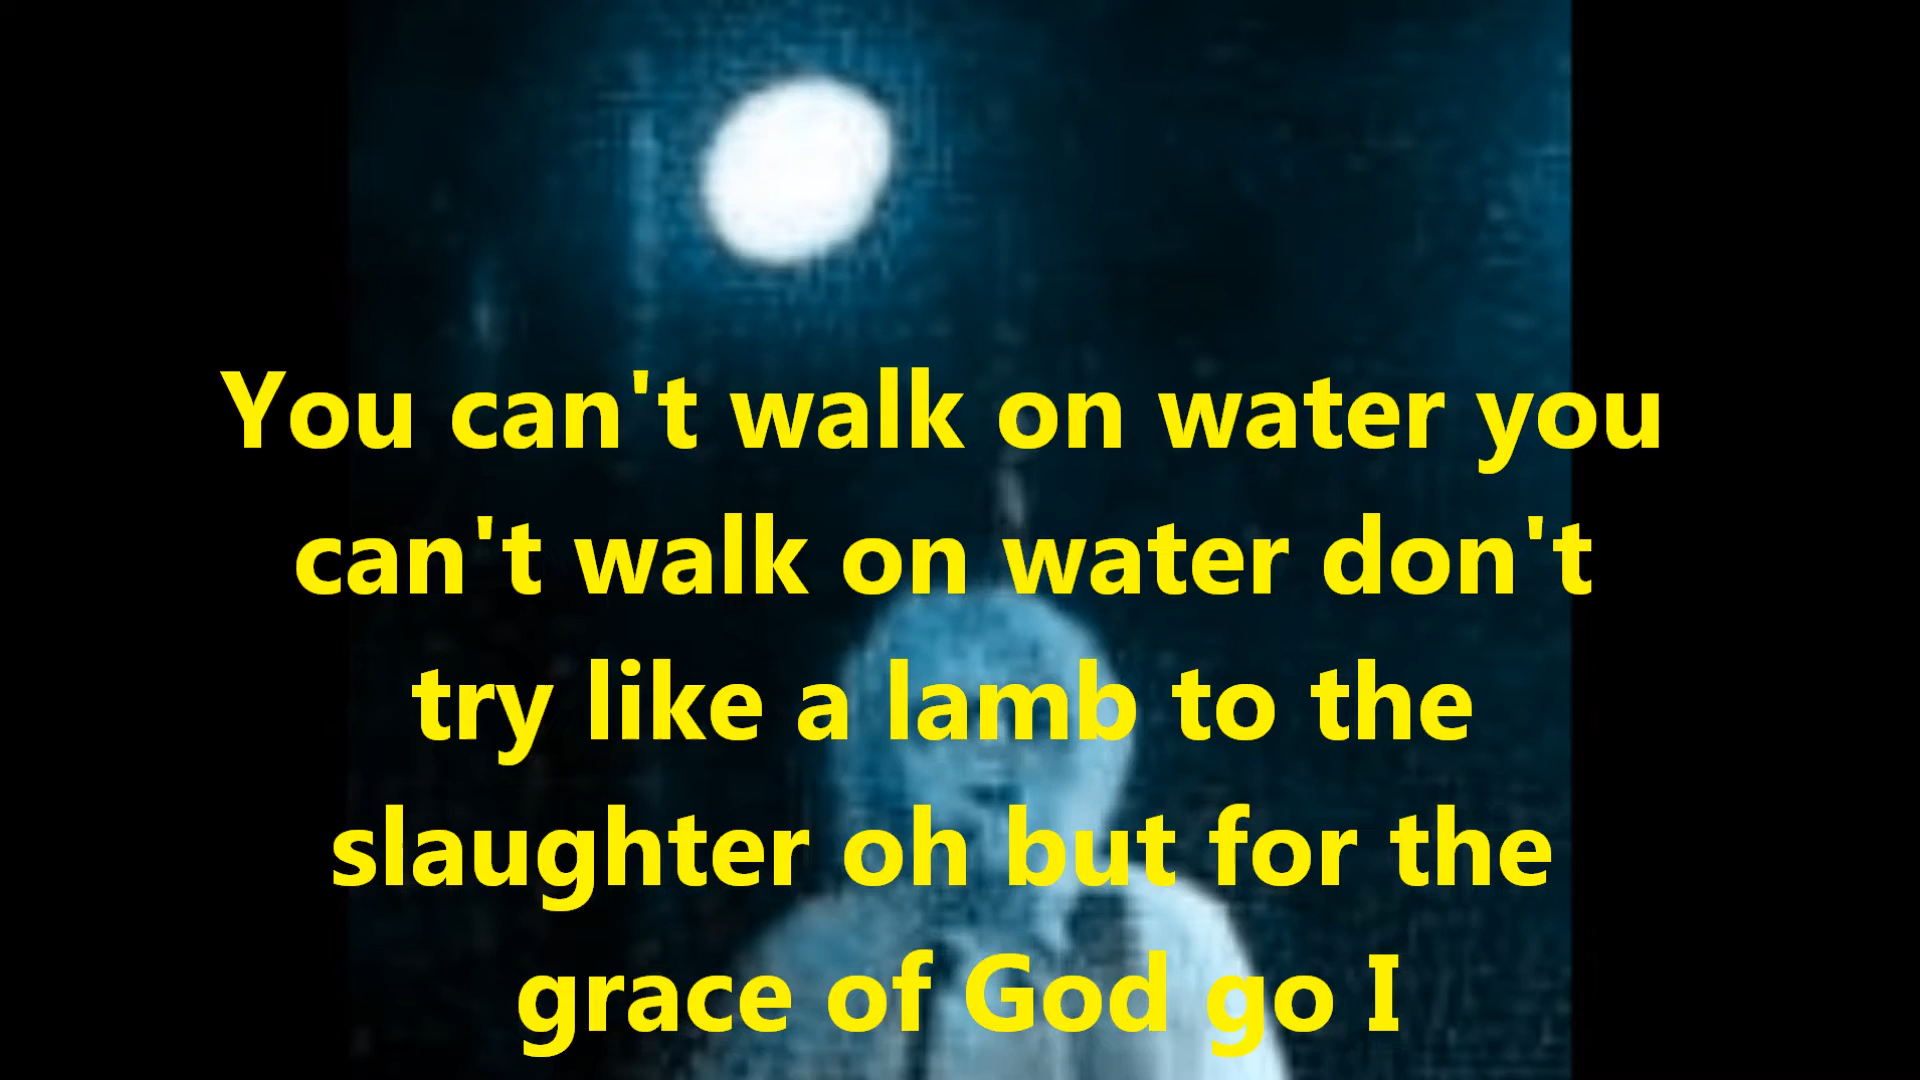 You can't walk on water you
can't walk on water don't
try like a lamb to the
slaughter oh but for the
grace of God go I